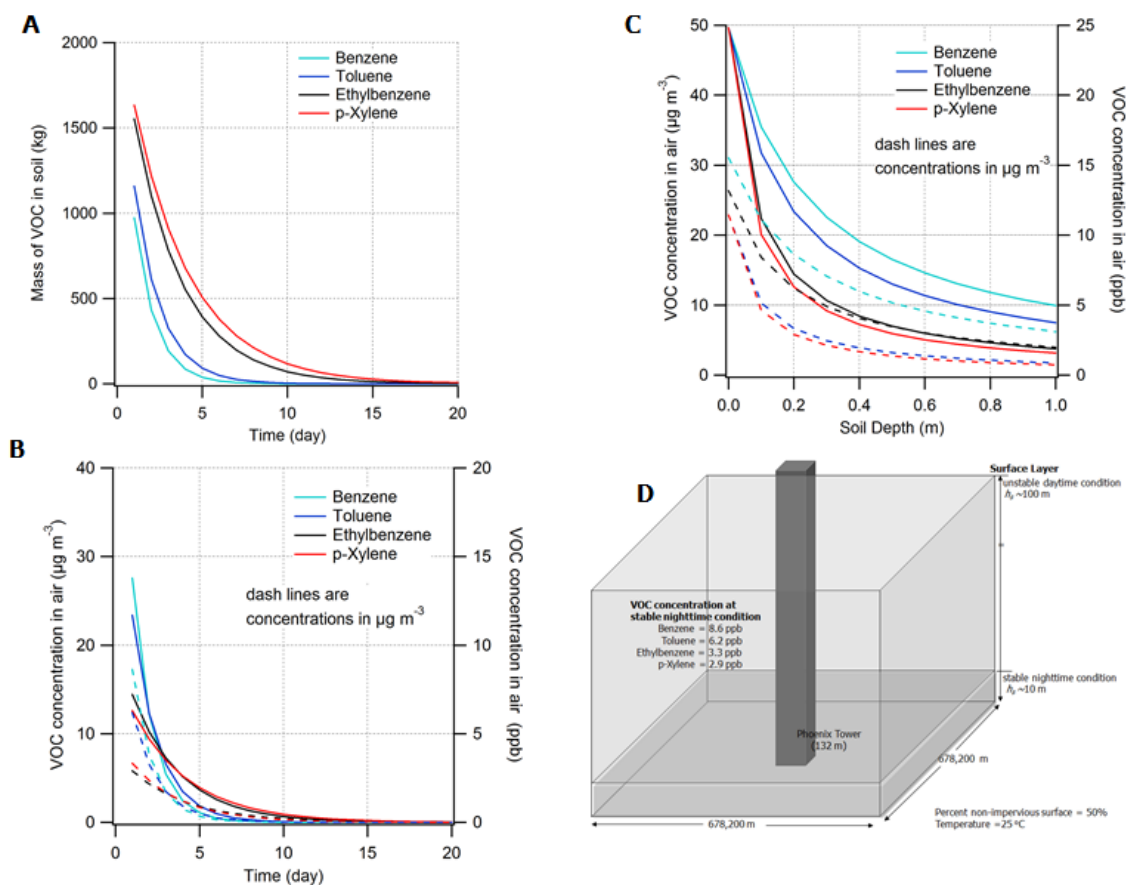 A
2000
1500
1000
500
0
Mass of VOC in soil (kg)
Benzene
Toluene
Ethylbenzene
p-Xylene
0
5
10
15
20
Time (day)
B
40
30
20
10
0
VOC concentration in air (µg m⁻³)
Benzene
Toluene
Ethylbenzene
p-Xylene
dash lines are
concentrations in µg m⁻³
20
15
10
5
0
VOC concentration in air (ppb)
0
5
10
15
20
Time (day)
C
50
40
30
20
10
0
VOC concentration in air (µg m⁻³)
Benzene
Toluene
Ethylbenzene
p-Xylene
dash lines are
concentrations in µg m⁻³
25
20
15
10
5
0
VOC concentration in air (ppb)
0.0
0.2
0.4
0.6
0.8
1.0
Soil Depth (m)
D
Surface Layer
unstable daytime condition
~100 m
VOC concentration at
stable nighttime condition
Benzene = 8.6 ppb
Toluene = 6.2 ppb
Ethylbenzene = 3.3 ppb
p-Xylene = 2.9 ppb
stable nighttime condition
~10 m
Phoenix Tower
(132 m)
678,200 m
678,200 m
Percent non-impervious surface = 50%
Temperature =25 ºC